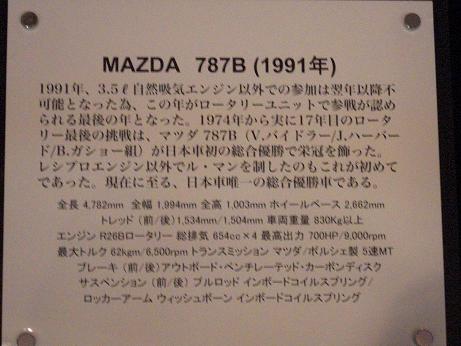 MAZDA 787B (1991年)
1991年、3.5ℓ自然吸気エンジン以外での参加は翌年以降不
可能となった為、この年がロータリーユニットで参戦が認め
られる最後の年となった。1974年から実に17年目のロータ
リー最後の挑戦は、マツダ 787B（V.バイドラー/J.ハーバー
ド/B.ガショー組）が日本車初の総合優勝で栄冠を飾った。
レシプロエンジン以外でル・マンを制したのもこれが初めて
であった。現在に至る、日本車唯一の総合優勝車である。
全長 4,782mm 全幅 1,994mm 全高 1,003mm ホイールベース 2,662mm
トレッド（前/後）1,534mm/1,504mm 車両重量 830Kg以上
エンジン R26Bロータリー 総排気 654cc×4 最高出力 700HP/9,000rpm
最大トルク 62kgm/6,500rpm トランスミッション マツダ/ポルシェ製 5速MT
ブレーキ（前/後）アウトボード・ベンチレーテッド・カーボンディスク
サスペンション（前/後）プルロッド インボードコイルスプリング/
ロッカーアーム ウィッシュボーン インボードコイルスプリング